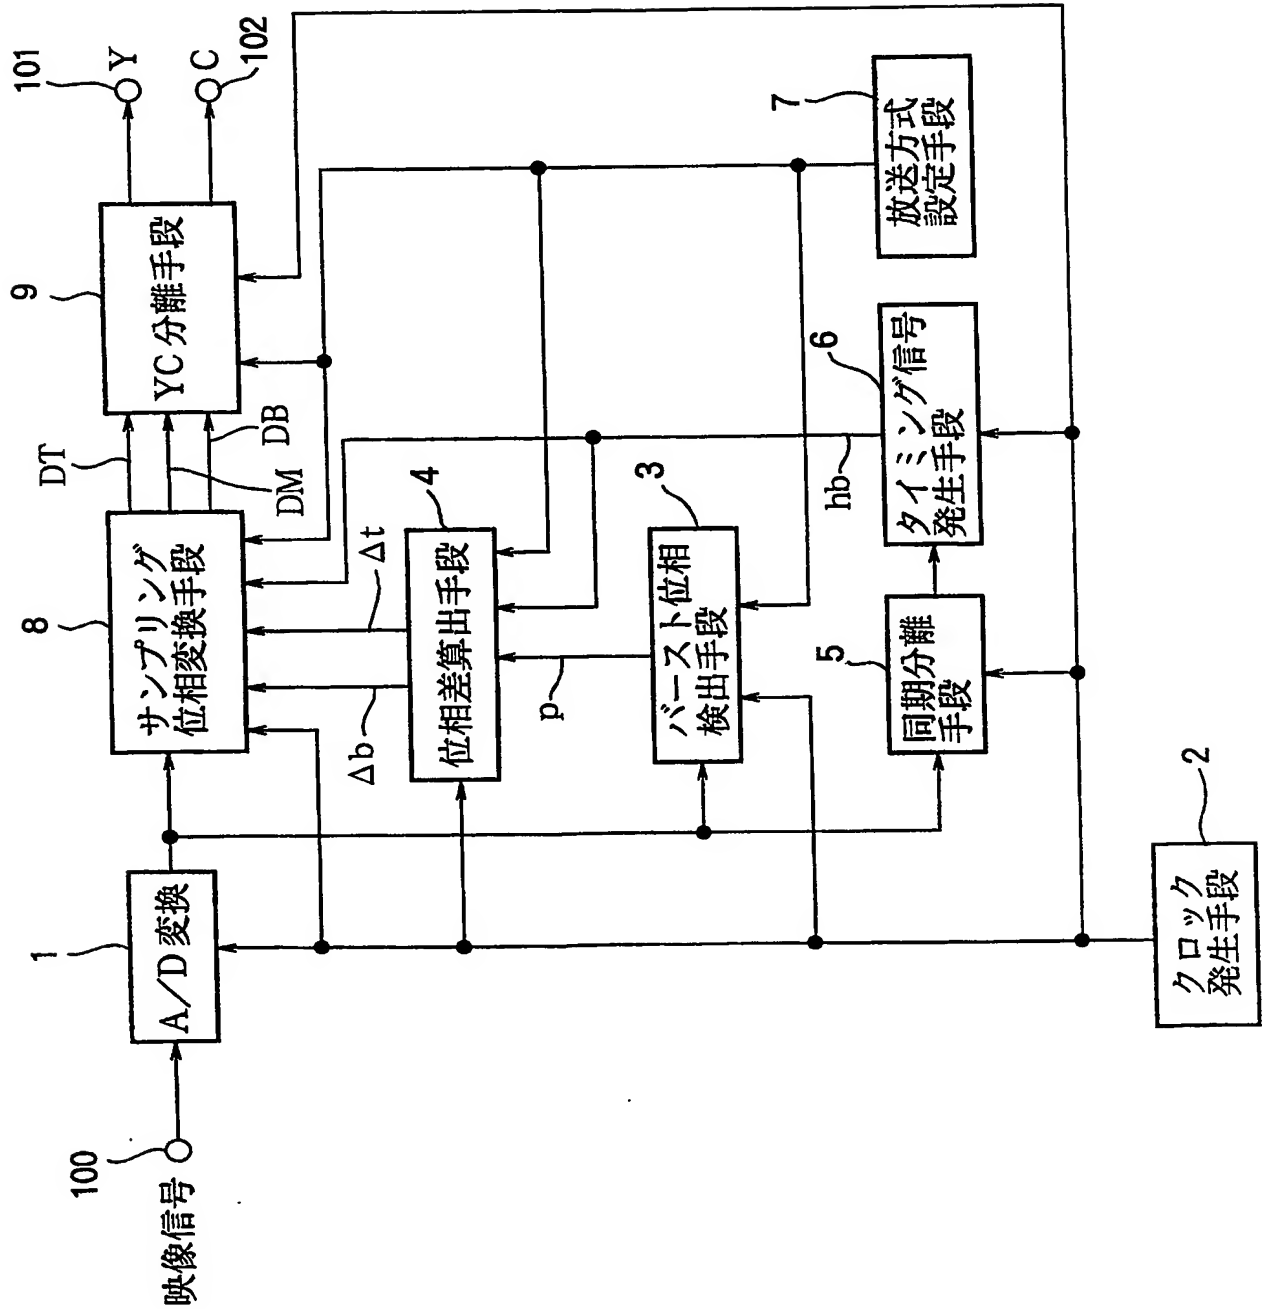 映像信号
100
1
A/D変換
8
サンプリング
位相変換手段
DT
DM
DB
9
YC分離手段
101
Y
C
102
Δb
Δt
4
位相差算出手段
p
3
バースト位相
検出手段
hb
5
同期分離
手段
6
タイミング信号
発生手段
7
放送方式
設定手段
2
クロック
発生手段